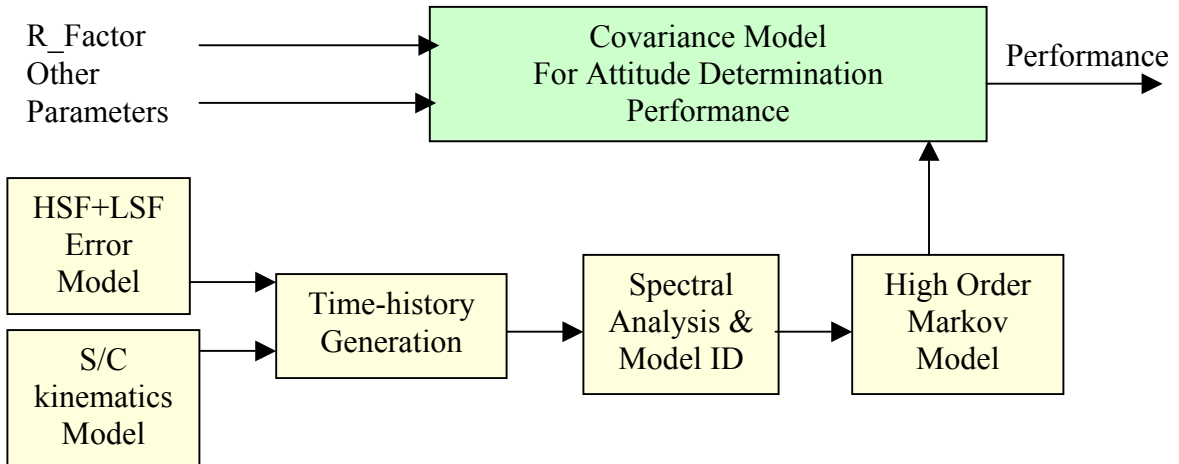 R_Factor
Other
Parameters
Covariance Model
For Attitude Determination
Performance
Performance
HSF+LSF
Error
Model
S/C
kinematics
Model
Time-history
Generation
Spectral
Analysis &
Model ID
High Order
Markov
Model